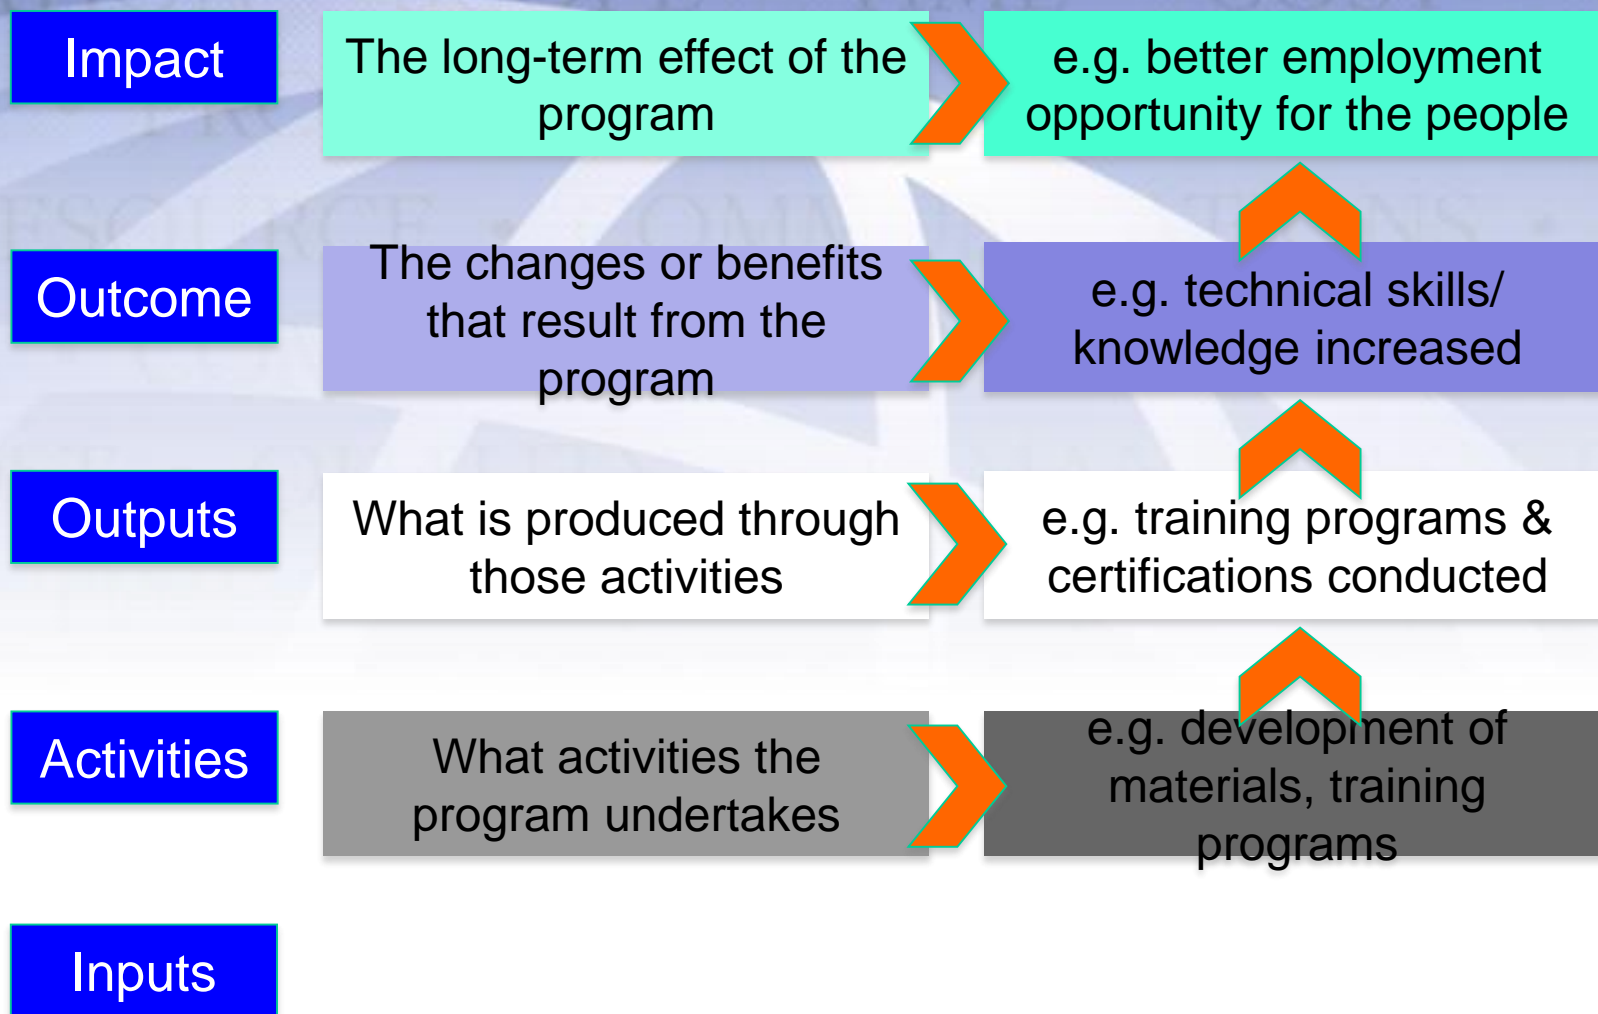 Impact
The long-term effect of the
program
e.g. better employment
opportunity for the people
Outcome
The changes or benefits
that result from the
program
e.g. technical skills/
knowledge increased
Outputs
What is produced through
those activities
e.g. training programs &
certifications conducted
Activities
What activities the
program undertakes
e.g. development of
materials, training
programs
Inputs